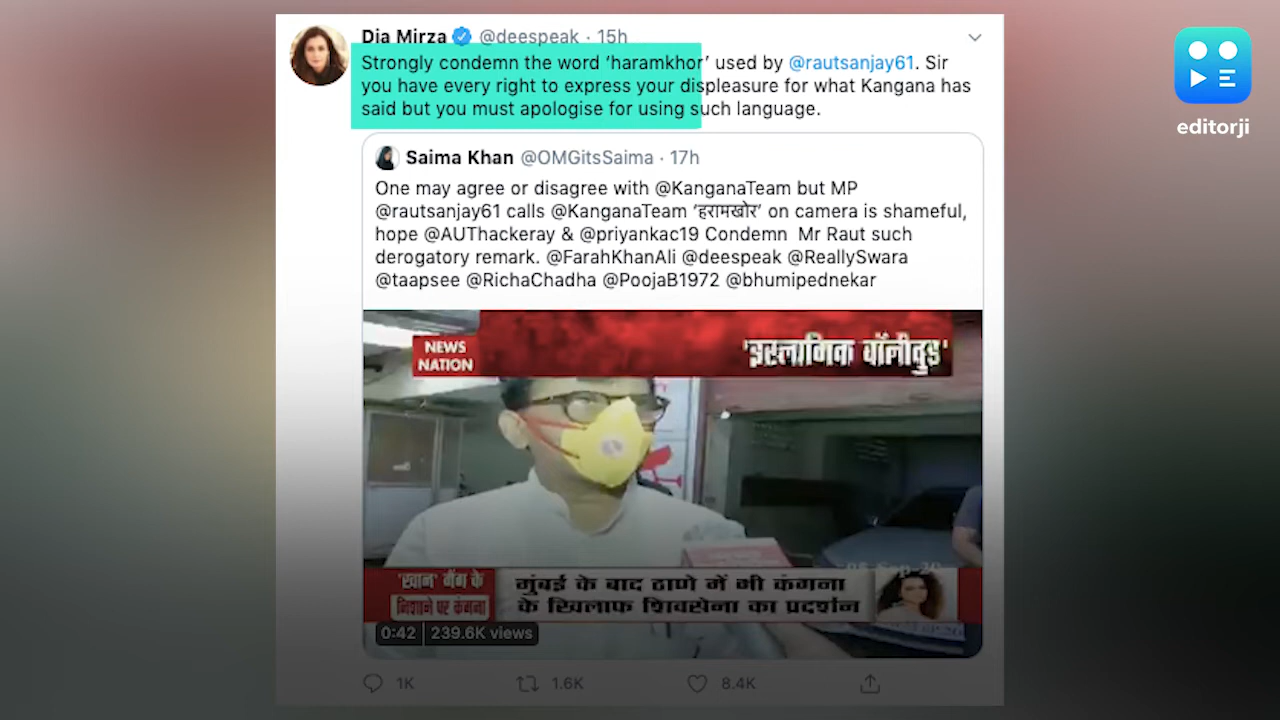 Dia Mirza @deespeak · 15h
Strongly condemn the word ‘haramkhor’ used by @rautsanjay61. Sir
you have every right to express your displeasure for what Kangana has
said but you must apologise for using such language.
editorji
Saima Khan @OMGitsSaima · 17h
One may agree or disagree with @KanganaTeam but MP
@rautsanjay61 calls @KanganaTeam ‘हरामखोर’ on camera is shameful,
hope @AUThackeray & @priyankac19 Condemn Mr Raut such
derogatory remark. @FarahKhanAli @deespeak @ReallySwara
@taapsee @RichaChadha @PoojaB1972 @bhumipednekar
NEWS
NATION
'इस्लामिक बॉलीवुड'
'खान' गैंग के
निशाने पर कंगना
मुंबई के बाद ठाणे में भी कंगना
के खिलाफ शिवसेना का प्रदर्शन
0:42 239.6K views
1K 1.6K 8.4K